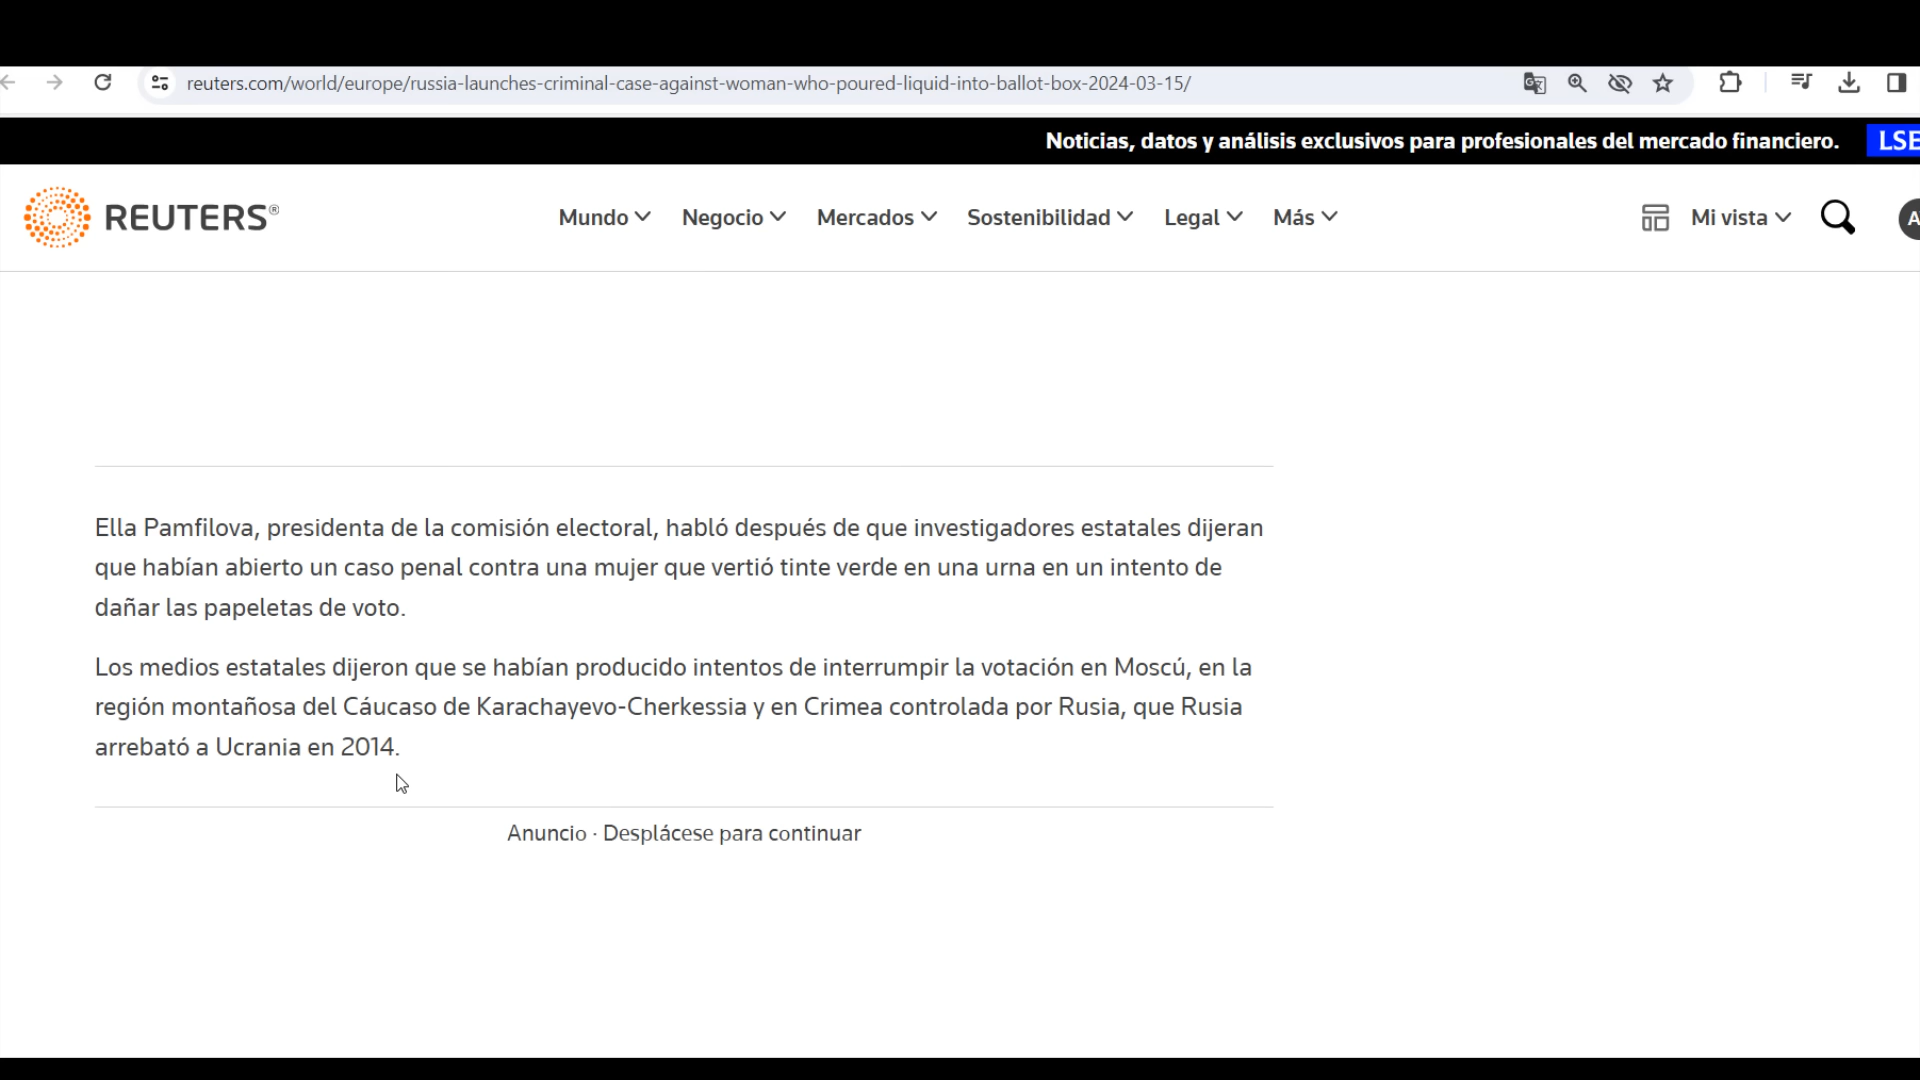 reuters.com/world/europe/russia-launches-criminal-case-against-woman-who-poured-liquid-into-ballot-box-2024-03-15/
Noticias, datos y análisis exclusivos para profesionales del mercado financiero.
LSE
REUTERS®
Mundo Negocio Mercados Sostenibilidad Legal Más Mi vista A
Ella Pamfilova, presidenta de la comisión electoral, habló después de que investigadores estatales dijeran
que habían abierto un caso penal contra una mujer que vertió tinte verde en una urna en un intento de
dañar las papeletas de voto.
Los medios estatales dijeron que se habían producido intentos de interrumpir la votación en Moscú, en la
región montañosa del Cáucaso de Karachayevo-Cherkessia y en Crimea controlada por Rusia, que Rusia
arrebató a Ucrania en 2014.
Anuncio · Desplácese para continuar